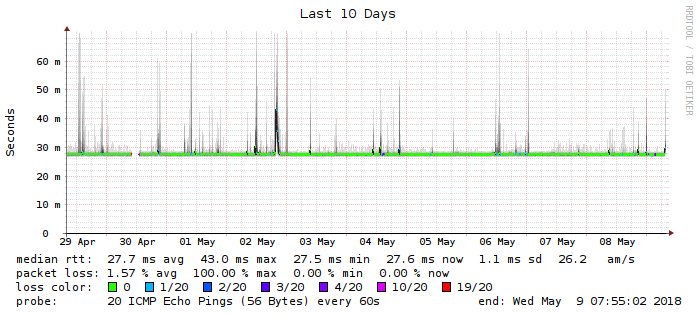 Last 10 Days
RRDTOOL / TOBI OETIKER
Seconds
60 m
50 m
40 m
30 m
20 m
10 m
0
29 Apr 30 Apr 01 May 02 May 03 May 04 May 05 May 06 May 07 May 08 May
median rtt: 27.7 ms avg 43.0 ms max 27.5 ms min 27.6 ms now 1.1 ms sd 26.2 am/s
packet loss: 1.57 % avg 100.00 % max 0.00 % min 0.00 % now
loss color: 0 1/20 2/20 3/20 4/20 10/20 19/20
probe: 20 ICMP Echo Pings (56 Bytes) every 60s end: Wed May 9 07:55:02 2018